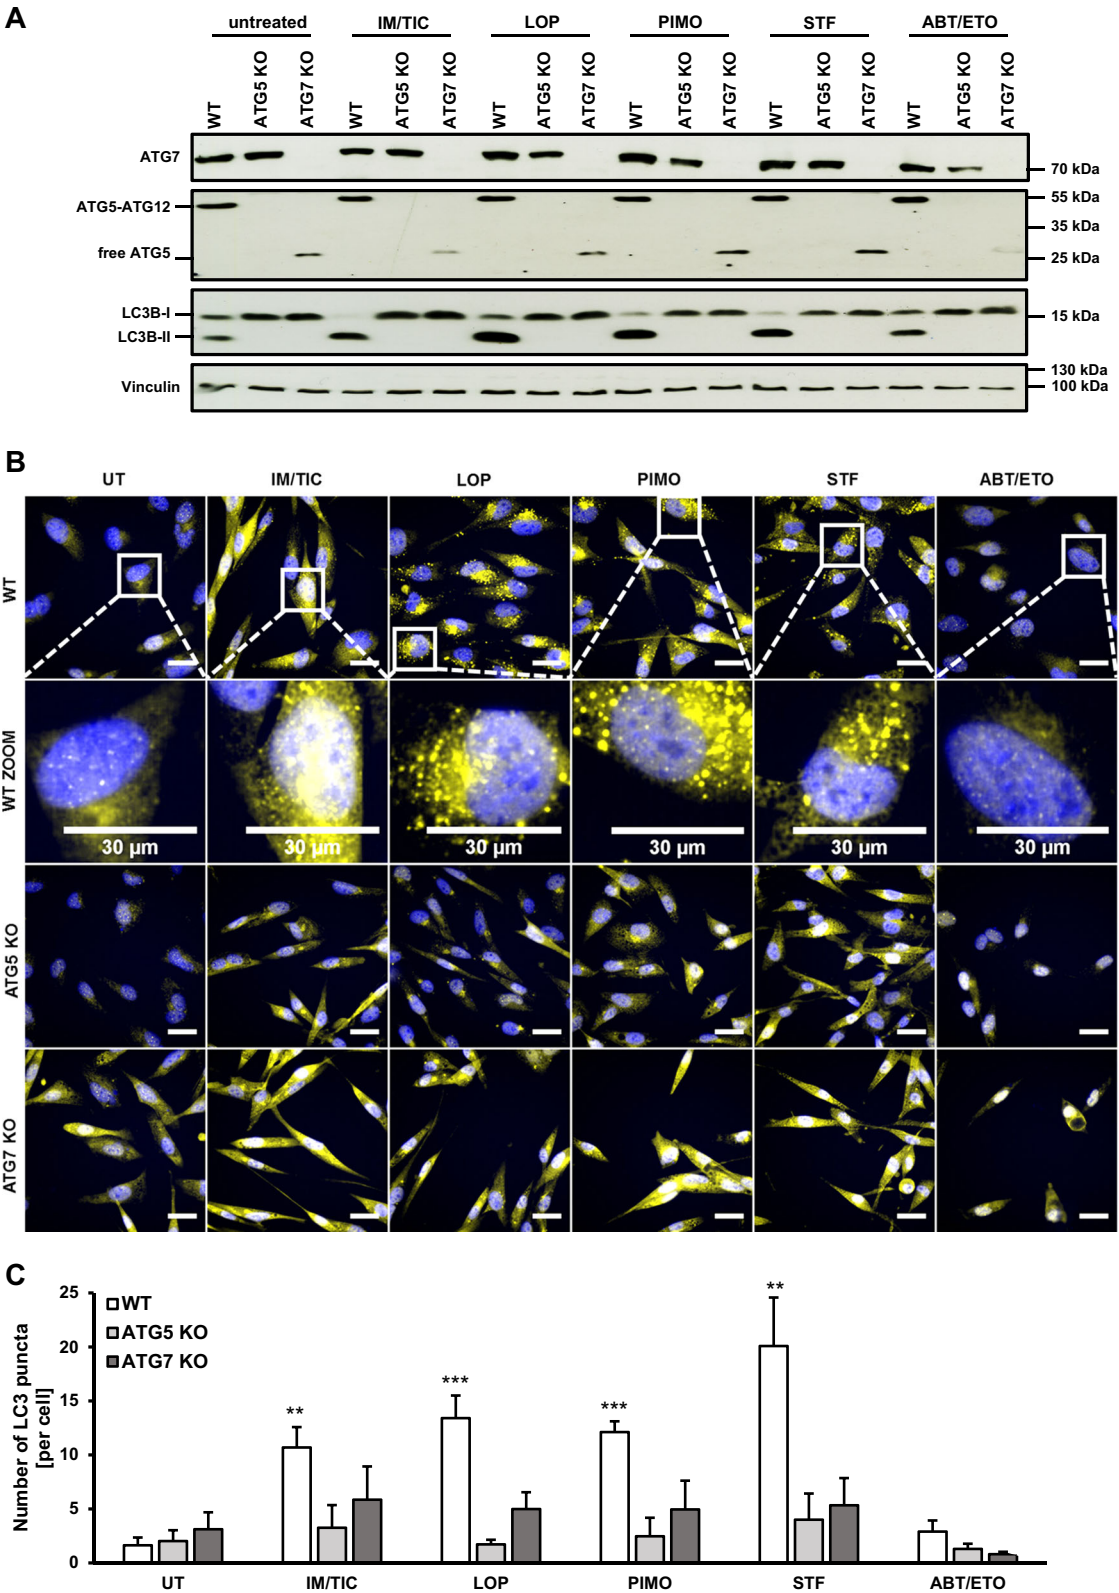 A
untreated IM/TIC LOP PIMO STF ABT/ETO
WT ATG5 KO ATG7 KO WT ATG5 KO ATG7 KO WT ATG5 KO ATG7 KO WT ATG5 KO ATG7 KO WT ATG5 KO ATG7 KO WT ATG5 KO ATG7 KO
ATG7
70 kDa
55 kDa
ATG5-ATG12
35 kDa
free ATG5
25 kDa
LC3B-I
15 kDa
LC3B-II
130 kDa
Vinculin
100 kDa
B
UT IM/TIC LOP PIMO STF ABT/ETO
WT
WT ZOOM
30 µm 30 µm 30 µm 30 µm 30 µm 30 µm
ATG5 KO
ATG7 KO
C
Number of LC3 puncta
[per cell]
25
20
15
10
5
0
WT
ATG5 KO
ATG7 KO
** *** *** **
UT IM/TIC LOP PIMO STF ABT/ETO